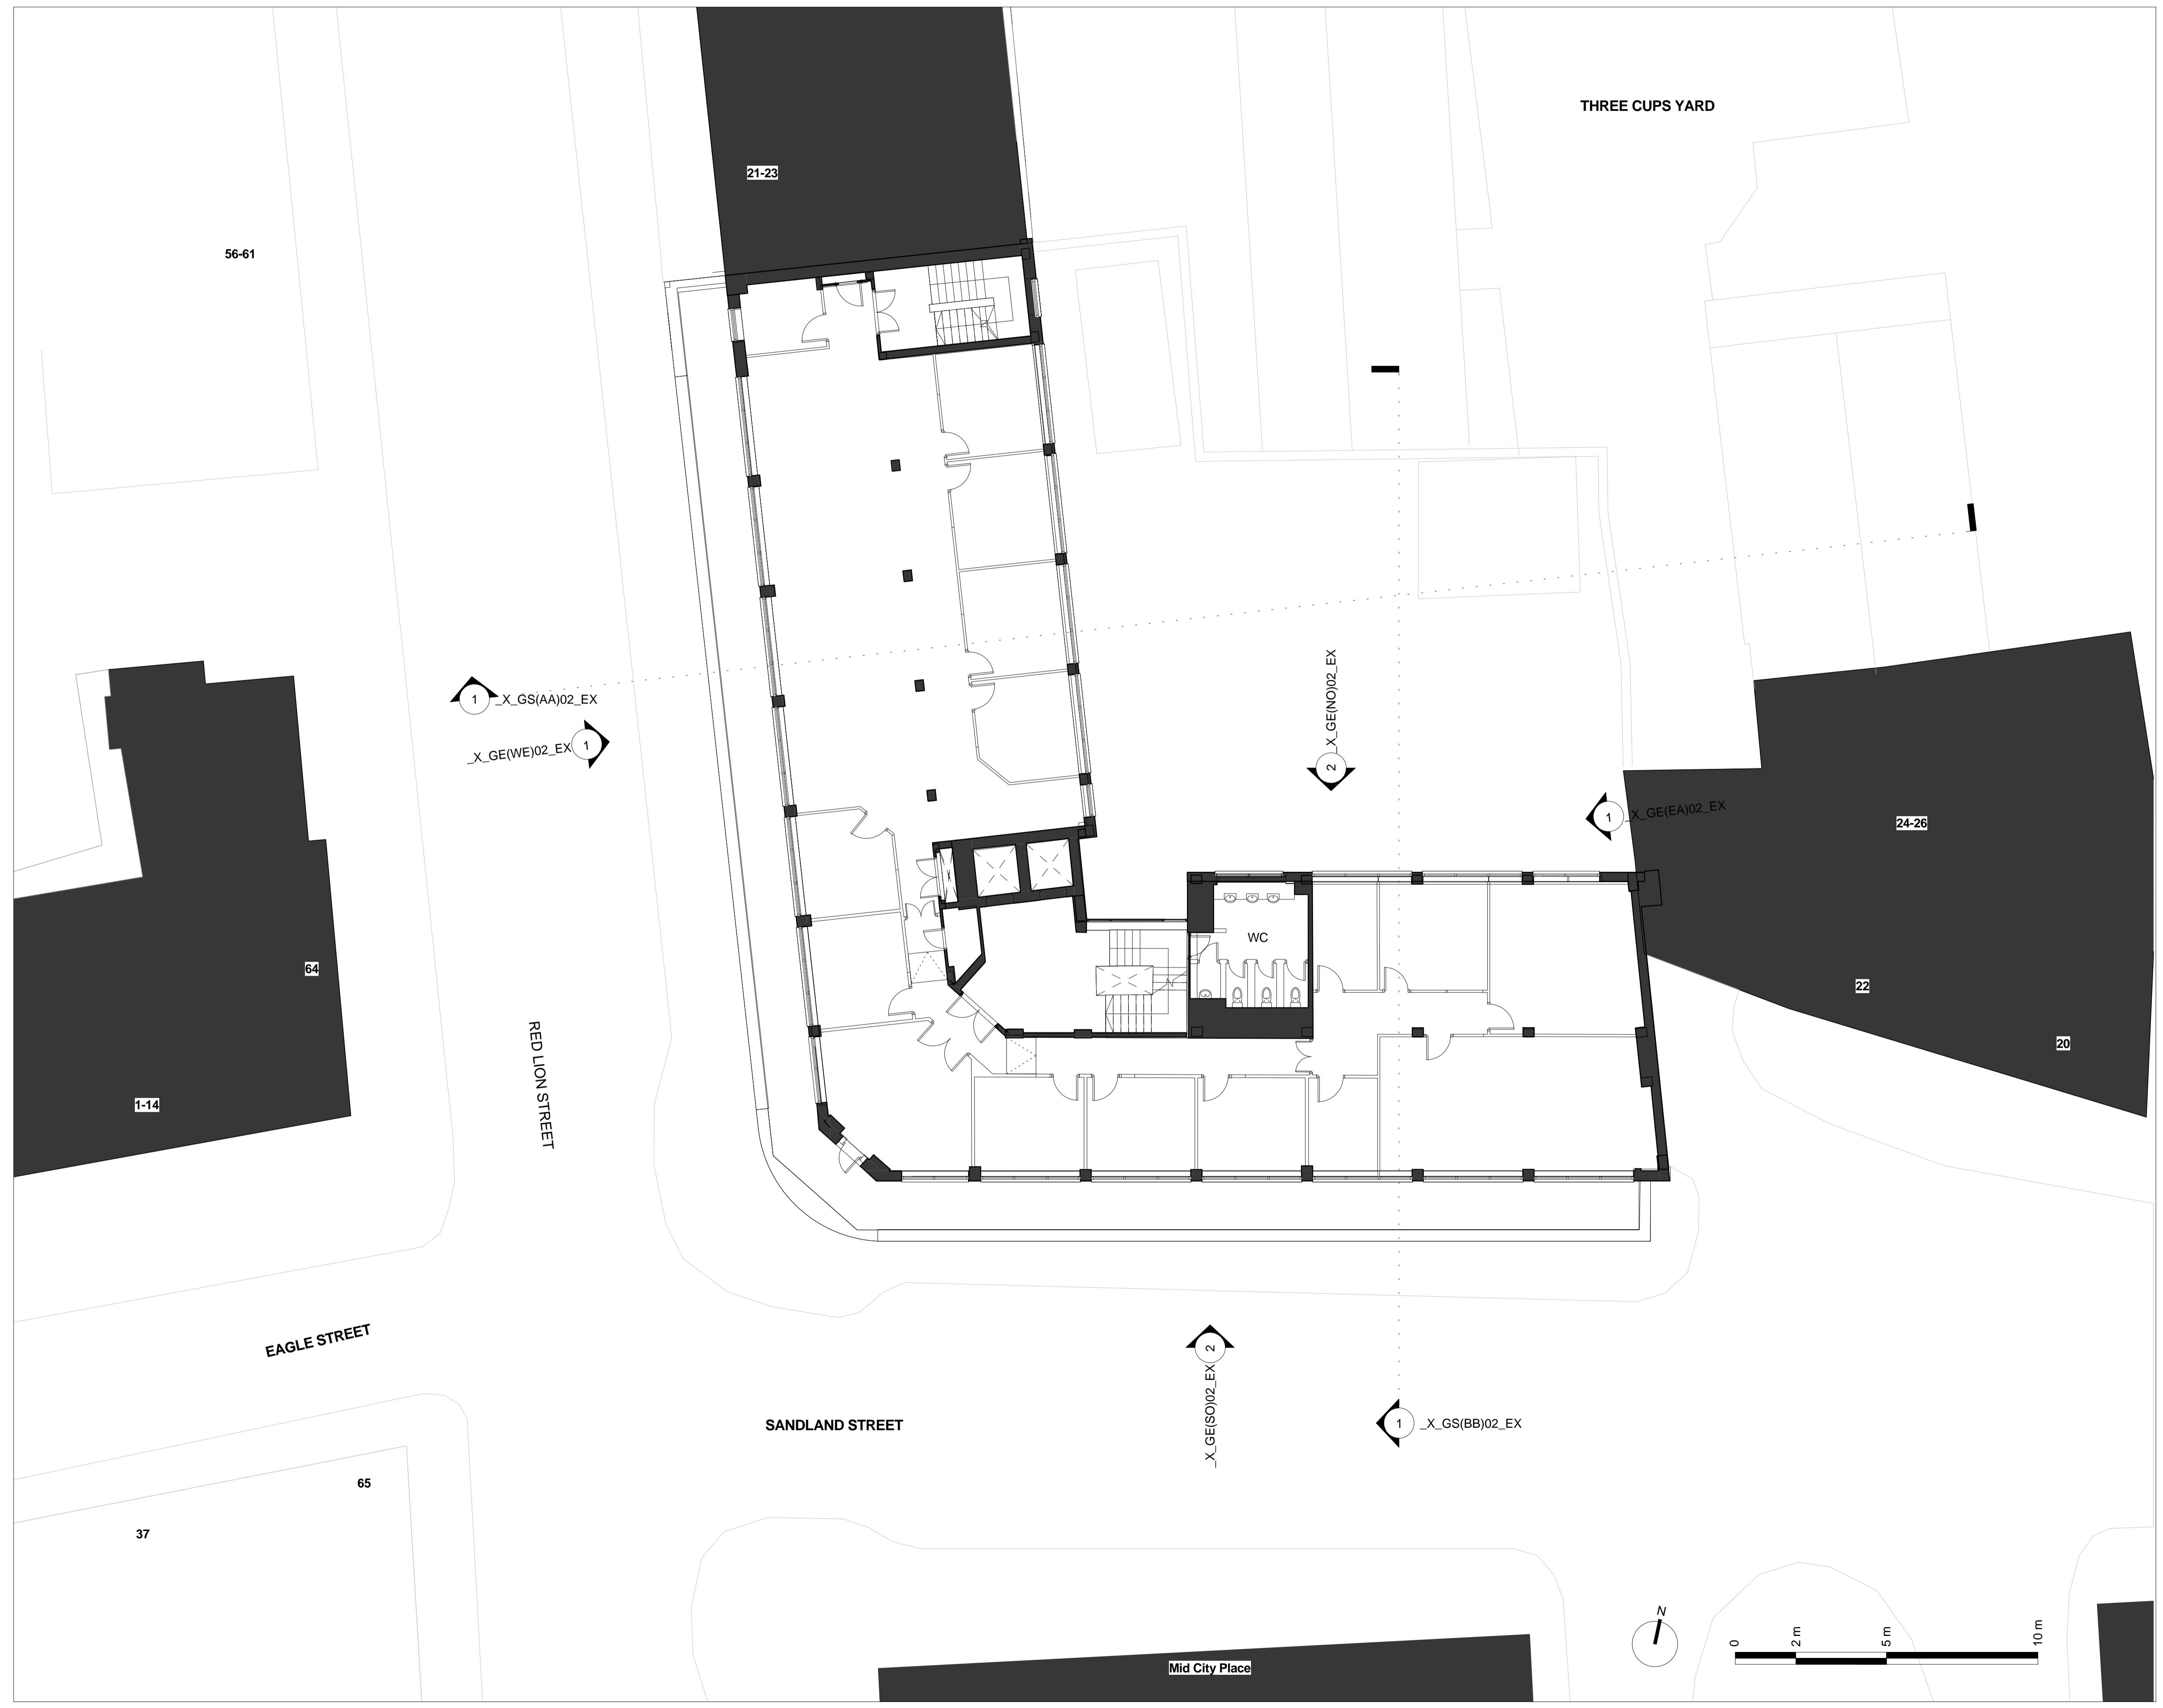 THREE CUPS YARD
21-23
56-61
1
_X_GS(AA)02_EX
_X_GE(WE)02_EX
1
_X_GE(NO)02_EX
2
1
_X_GE(EA)02_EX
24-26
WC
64
22
20
1-14
RED LION STREET
EAGLE STREET
2
_X_GE(SO)02_EX
SANDLAND STREET
1
_X_GS(BB)02_EX
65
37
N
0
2 m
5 m
10 m
Mid City Place